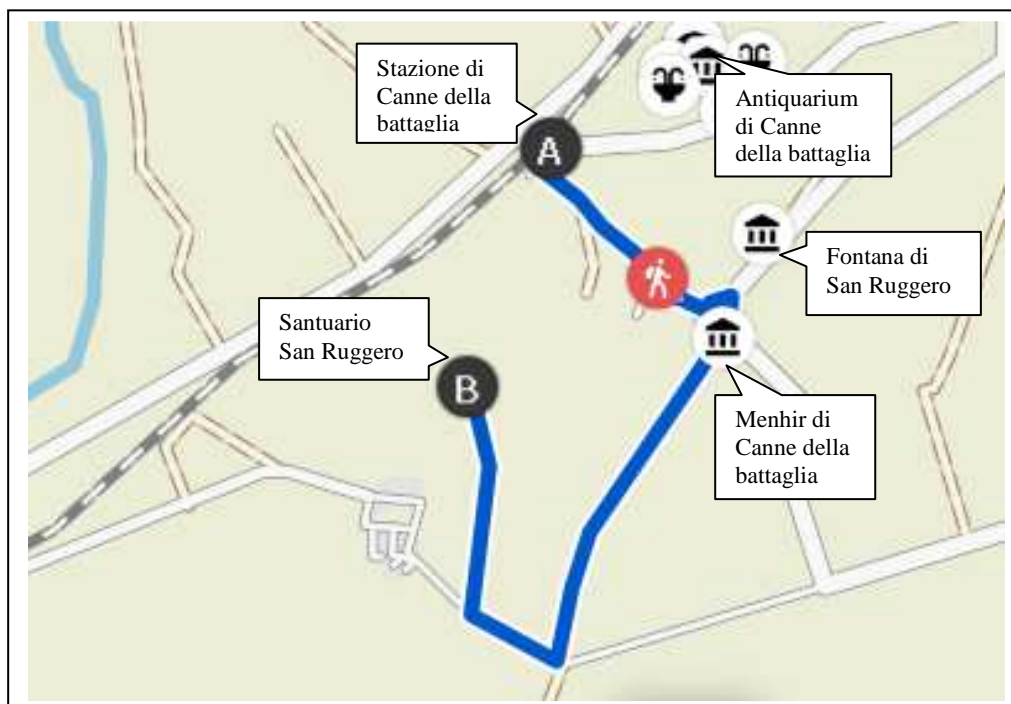 Stazione di
Canne della
battaglia
Antiquarium
di Canne
della battaglia
A
Fontana di
San Ruggero
Santuario
San Ruggero
B
Menhir di
Canne della
battaglia